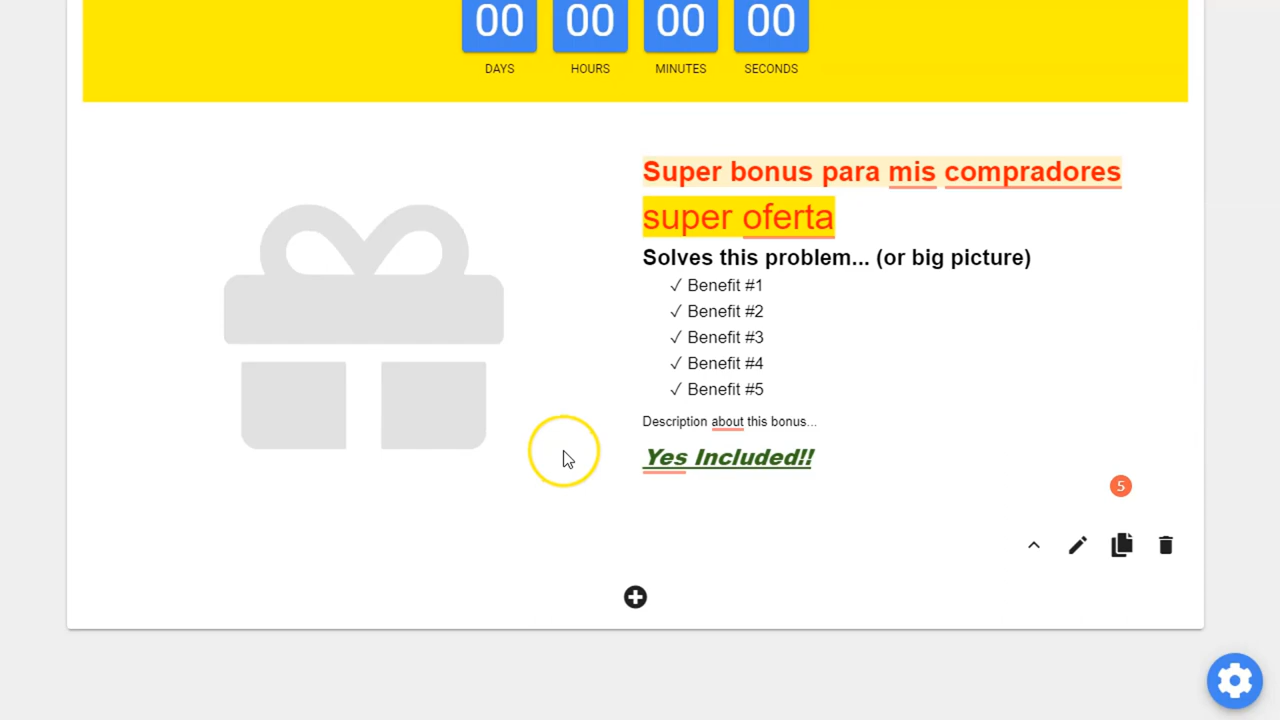 00 00 00 00
DAYS HOURS MINUTES SECONDS
Super bonus para mis compradores
super oferta
Solves this problem... (or big picture)
✓ Benefit #1
✓ Benefit #2
✓ Benefit #3
✓ Benefit #4
✓ Benefit #5
Description about this bonus...
Yes Included!!
5